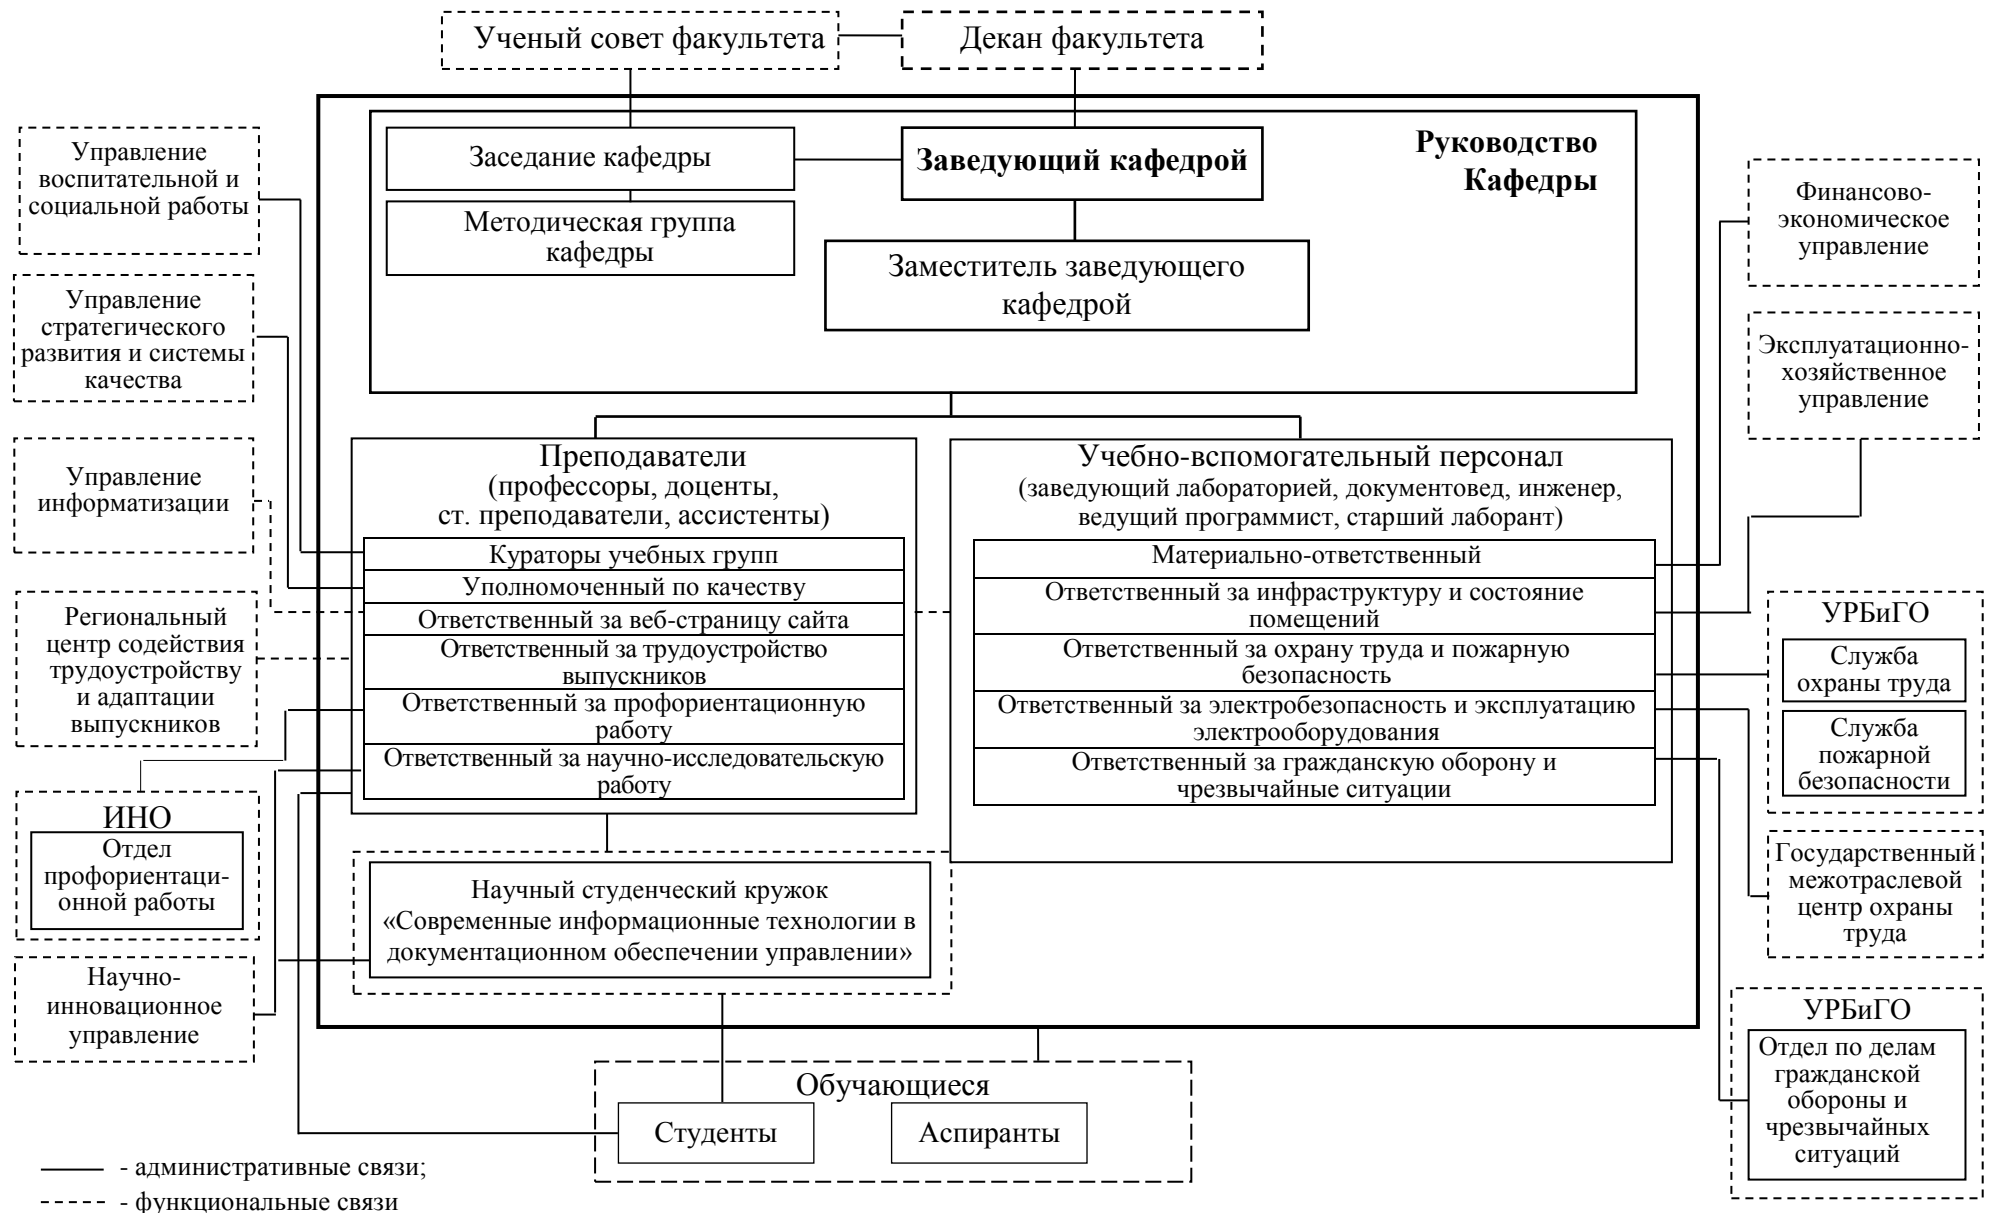 Ученый совет факультета
Декан факультета
Руководство
Кафедры
Заседание кафедры
Заведующий кафедрой
Методическая группа
кафедры
Заместитель заведующего
кафедрой
Управление
воспитательной и
социальной работы
Управление
стратегического
развития и системы
качества
Управление
информатизации
Региональный
центр содействия
трудоустройству
и адаптации
выпускников
ИНО
Отдел
профориентаци-
онной работы
Научно-
инновационное
управление
Преподаватели
(профессоры, доценты,
ст. преподаватели, ассистенты)
Кураторы учебных групп
Уполномоченный по качеству
Ответственный за веб-страницу сайта
Ответственный за трудоустройство
выпускников
Ответственный за профориентационную
работу
Ответственный за научно-исследовательскую
работу
Научный студенческий кружок
«Современные информационные технологии в
документационном обеспечении управлении»
Учебно-вспомогательный персонал
(заведующий лабораторией, документовед, инженер,
ведущий программист, старший лаборант)
Материально-ответственный
Ответственный за инфраструктуру и состояние
помещений
Ответственный за охрану труда и пожарную
безопасность
Ответственный за электробезопасность и эксплуатацию
электрооборудования
Ответственный за гражданскую оборону и
чрезвычайные ситуации
Финансово-
экономическое
управление
Эксплуатационно-
хозяйственное
управление
УРБиГО
Служба
охраны труда
Служба
пожарной
безопасности
Государственный
межотраслевой
центр охраны
труда
УРБиГО
Отдел по делам
гражданской
обороны и
чрезвычайных
ситуаций
Обучающиеся
Студенты
Аспиранты
- административные связи;
- функциональные связи